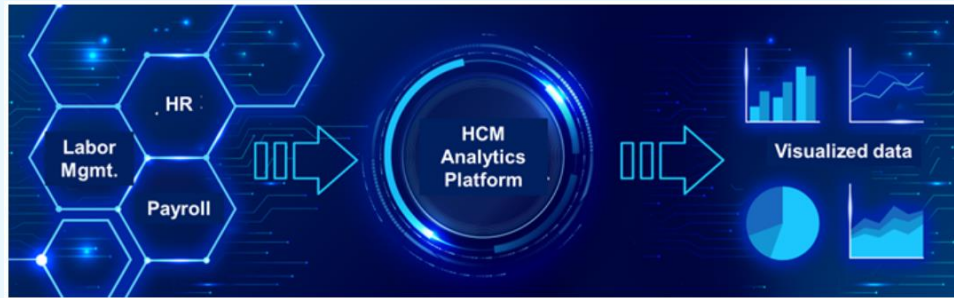 HR
Labor
Mgmt.
Payroll
HCM
Analytics
Platform
Visualized data